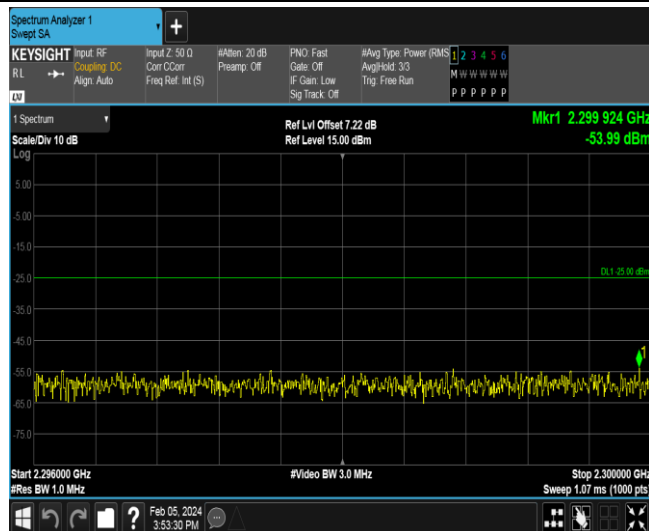 Spectrum Analyzer 1
Swept SA
KEYSIGHT
RL
Input: RF
Coupling: DC
Align: Auto
Input Z: 50 Ω
Corr CCorr
Freq Ref: Int (S)
#Atten: 20 dB
Preamp: Off
PNO: Fast
Gate: Off
IF Gain: Low
Sig Track: Off
#Avg Type: Power (RMS
Avg|Hold: 3/3
Trig: Free Run
1 2 3 4 5 6
M W W W W W
P P P P P P
1 Spectrum
Scale/Div 10 dB
Log
Ref Lvl Offset 7.22 dB
Ref Level 15.00 dBm
Mkr1 2.299 924 GHz
-53.99 dBm
5.00
-5.00
-15.0
-25.0
DL1 -25.00 dBm
-35.0
-45.0
1
-55.0
-65.0
-75.0
Start 2.296000 GHz
#Res BW 1.0 MHz
#Video BW 3.0 MHz
Stop 2.300000 GHz
Sweep 1.07 ms (1000 pts)
?
Feb 05, 2024
3:53:30 PM